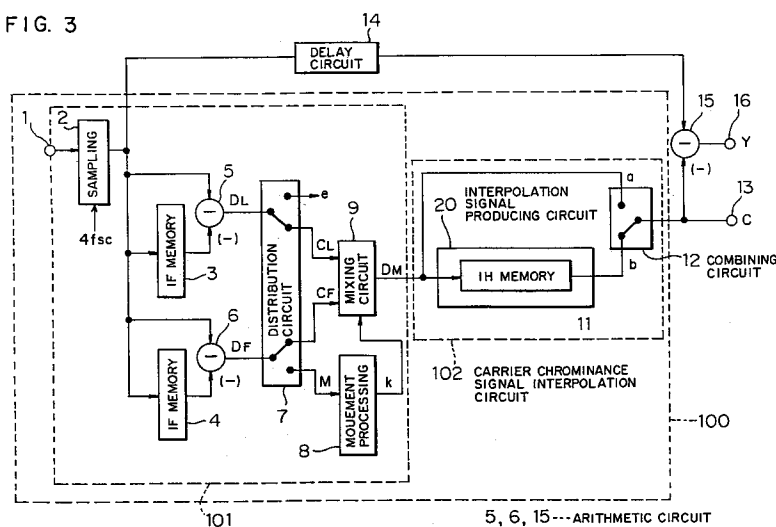 FIG. 3
14
DELAY
CIRCUIT
1
2
SAMPLING
4fsc
5
DL
(-)
IF MEMORY
3
6
DF
(-)
IF MEMORY
4
e
DISTRIBUTION
CIRCUIT
7
CL
CF
M
9
MIXING
CIRCUIT
DM
k
MOUEMENT
PROCESSING
8
INTERPOLATION
SIGNAL
PRODUCING CIRCUIT
20
IH MEMORY
11
a
b
12 COMBINING
CIRCUIT
15
16
Y
(-)
13
C
102 CARRIER CHROMINANCE
SIGNAL INTERPOLATION
CIRCUIT
100
101
5, 6, 15---ARITHMETIC CIRCUIT